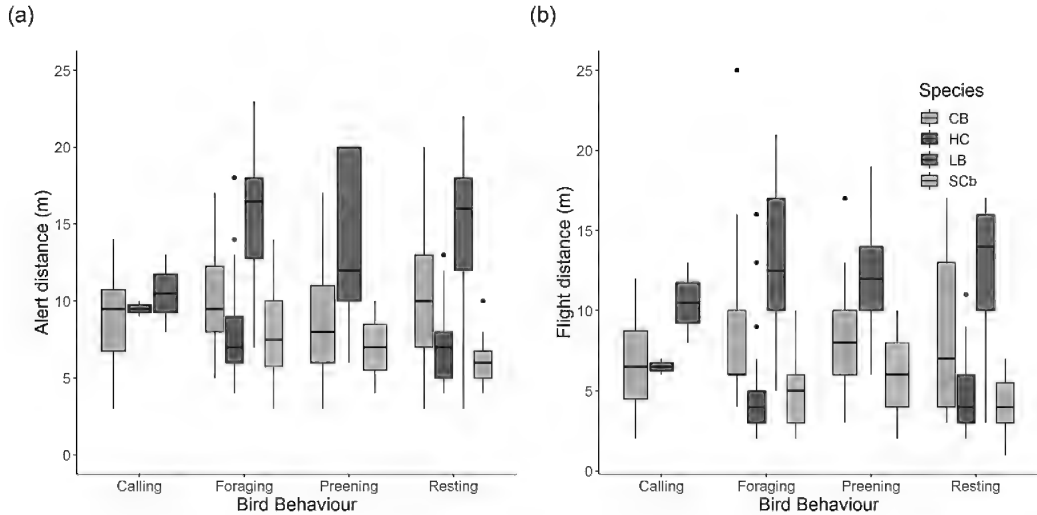 (a)
25
20
15
10
5
0
Alert distance (m)
Calling Foraging Preening Resting
Bird Behaviour
(b)
25
20
15
10
5
0
Flight distance (m)
Species
CB
HC
LB
SCb
Calling Foraging Preening Resting
Bird Behaviour